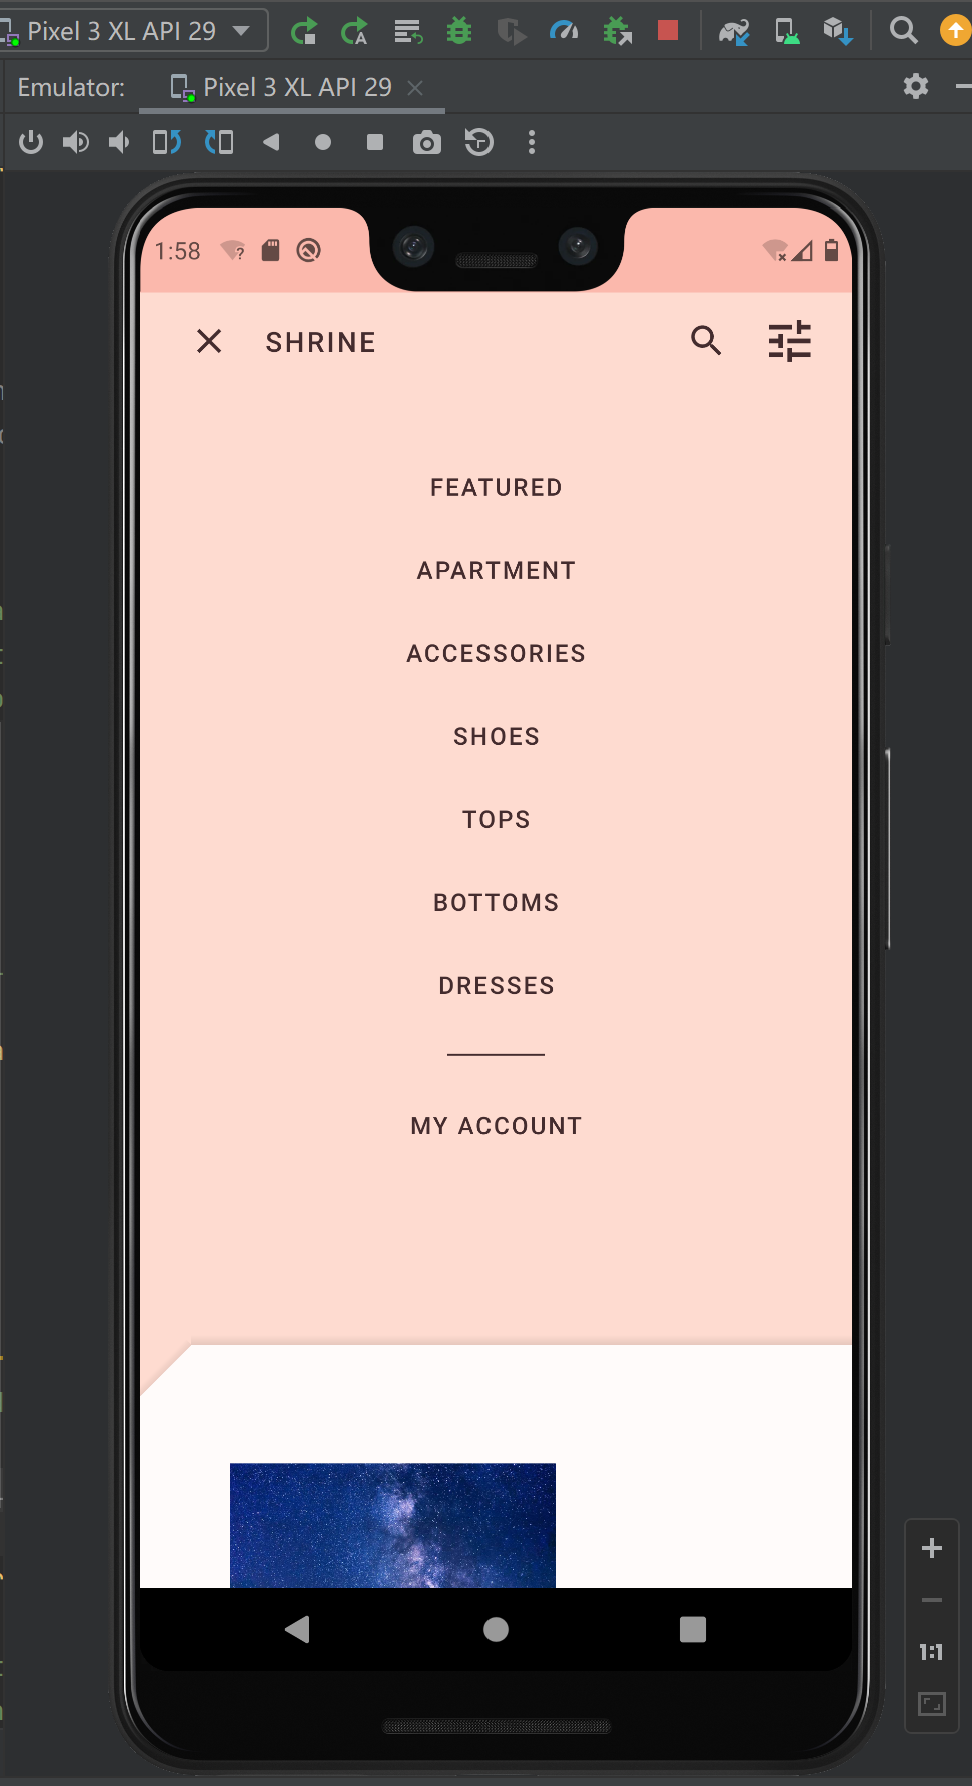 Pixel 3 XL API 29
Emulator: Pixel 3 XL API 29
1:58
SHRINE
FEATURED
APARTMENT
ACCESSORIES
SHOES
TOPS
BOTTOMS
DRESSES
MY ACCOUNT
1:1